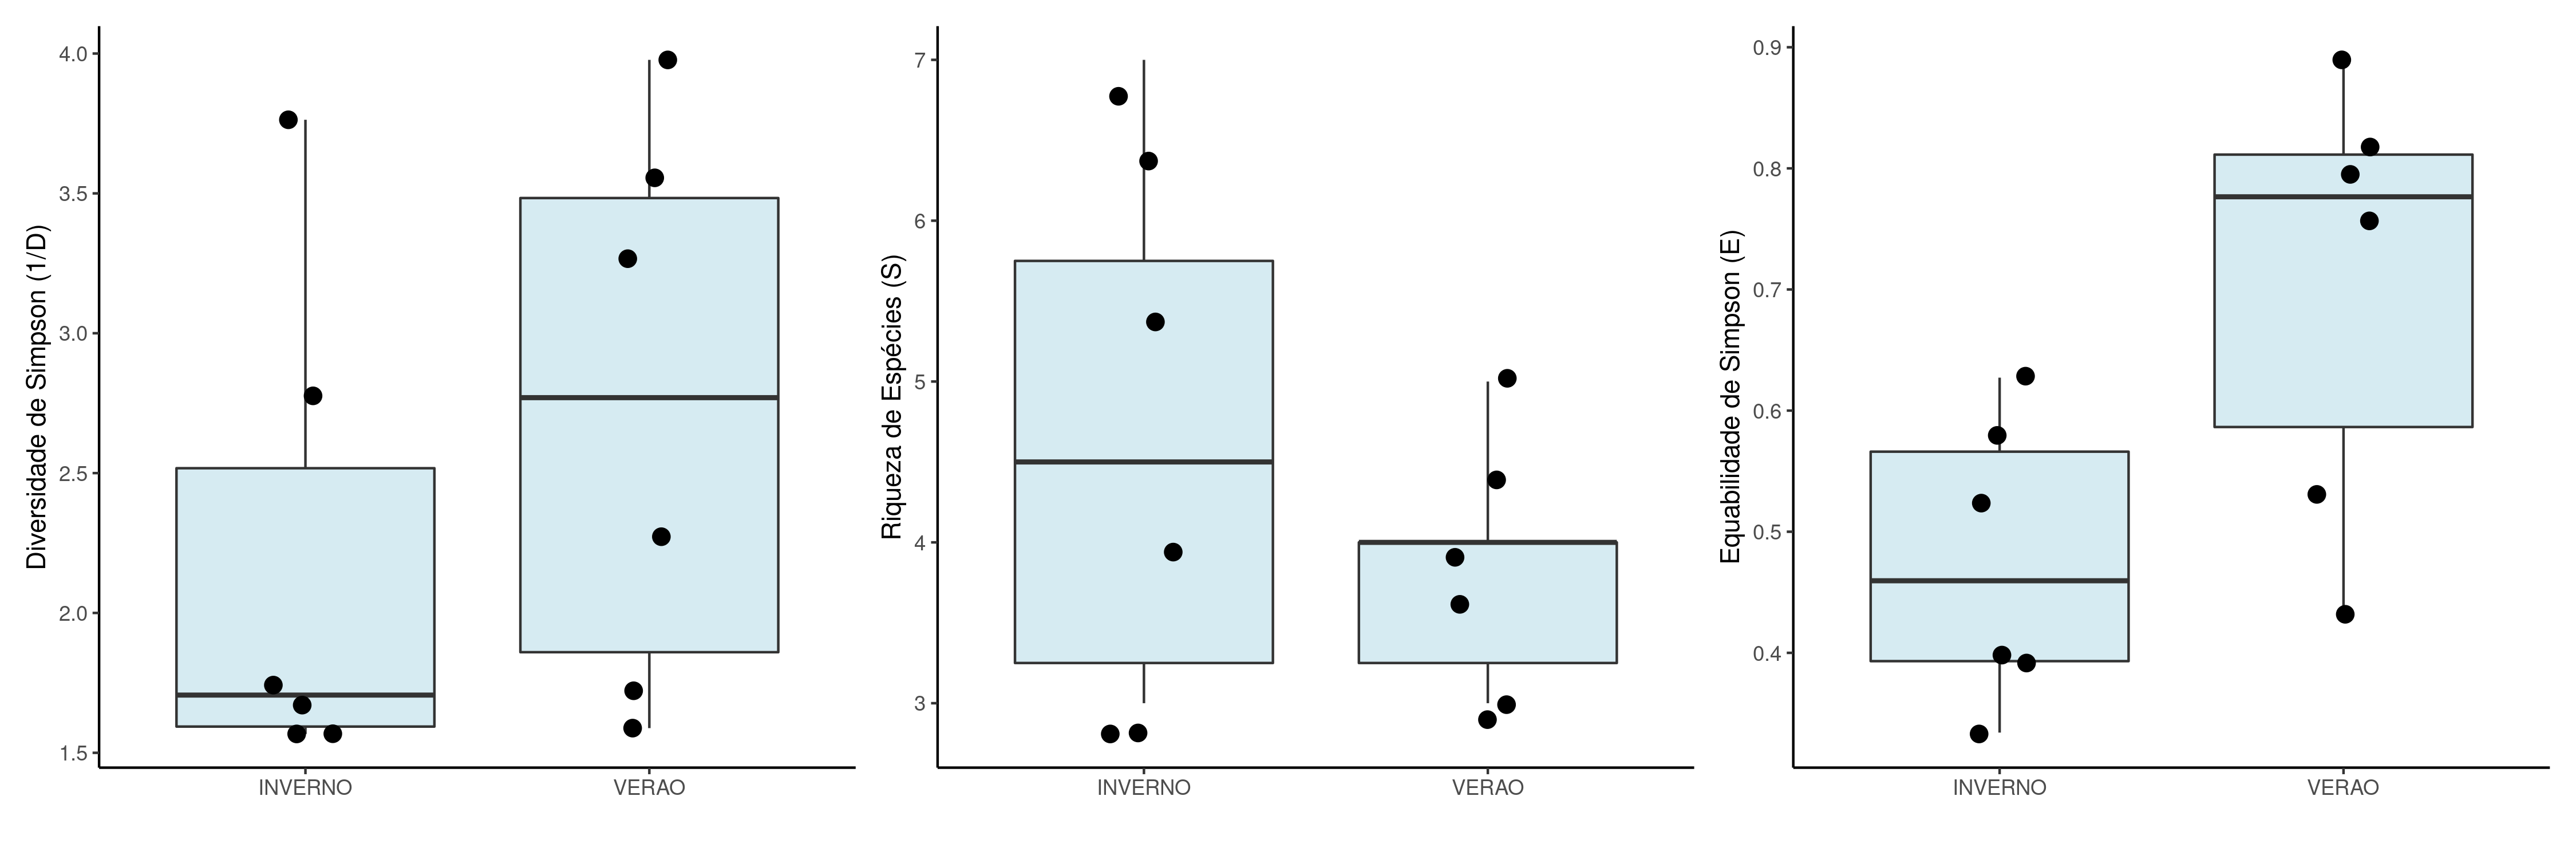 Diversidade de Simpson (1/D)
4.0
3.5
3.0
2.5
2.0
1.5
INVERNO
VERAO
Riqueza de Espécies (S)
7
6
5
4
3
INVERNO
VERAO
Equabilidade de Simpson (E)
0.9
0.8
0.7
0.6
0.5
0.4
INVERNO
VERAO